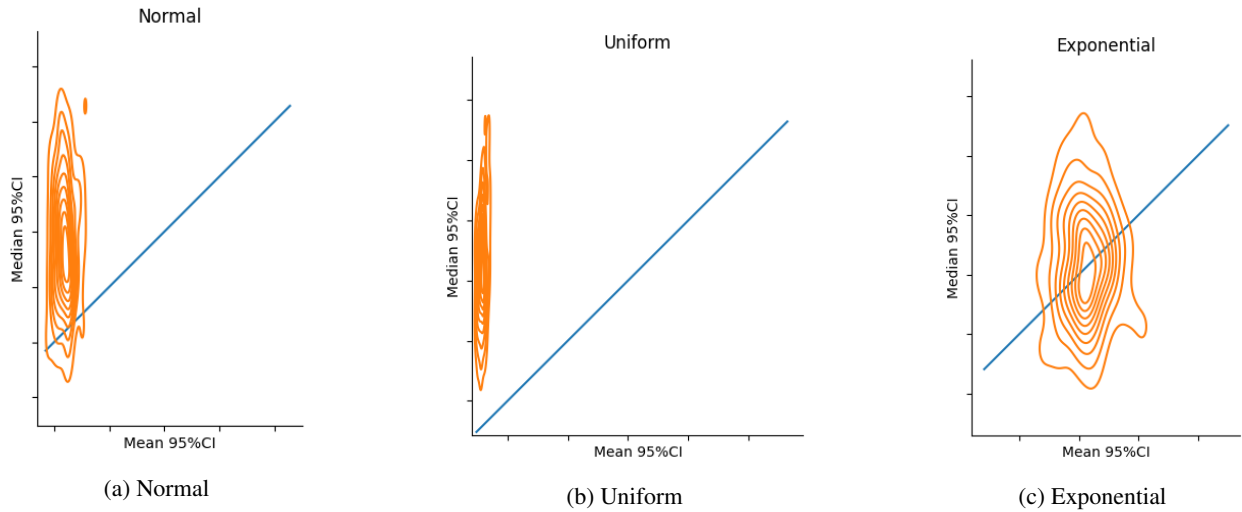 Normal
Median 95%CI
Mean 95%CI
(a) Normal
Uniform
Median 95%CI
Mean 95%CI
(b) Uniform
Exponential
Median 95%CI
Mean 95%CI
(c) Exponential